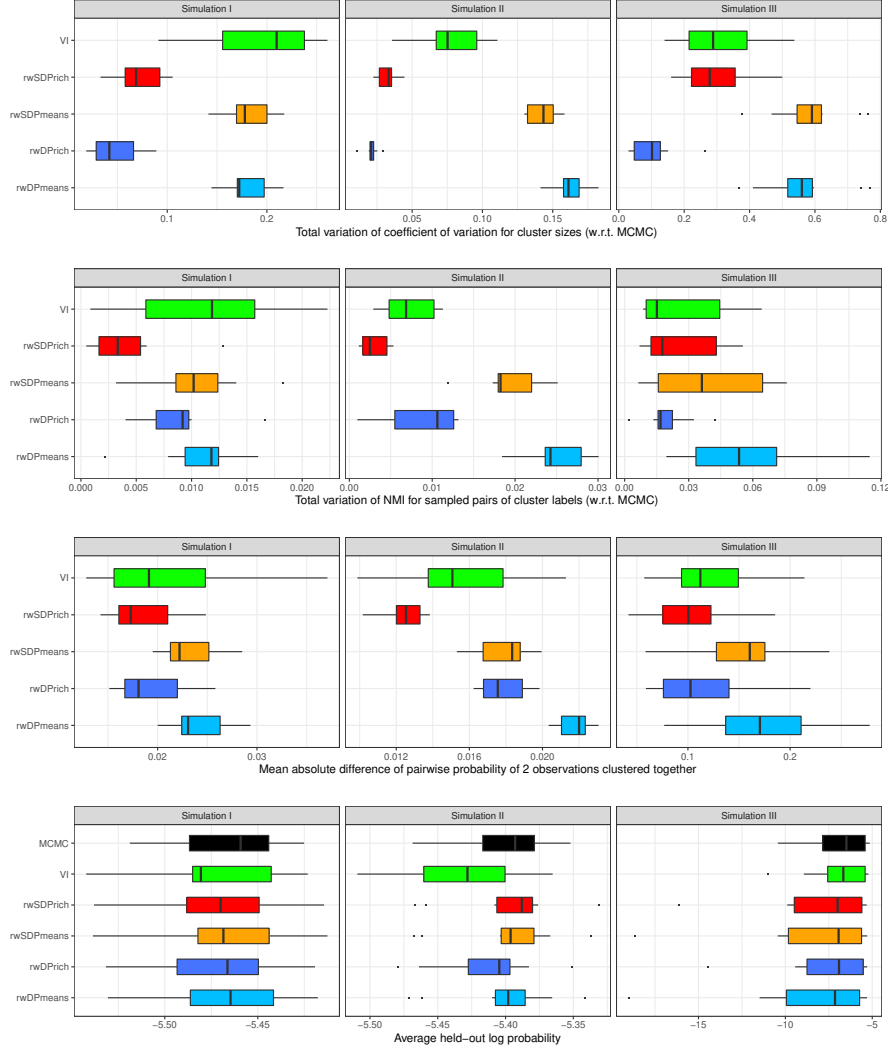 Simulation I Simulation II Simulation III
VI
rwSDPrich
rwSDPmeans
rwDPrich
rwDPmeans
0.1 0.2 0.05 0.10 0.15 0.0 0.2 0.4 0.6 0.8
Total variation of coefficient of variation for cluster sizes (w.r.t. MCMC)
Simulation I Simulation II Simulation III
VI
rwSDPrich
rwSDPmeans
rwDPrich
rwDPmeans
0.000 0.005 0.010 0.015 0.020 0.00 0.01 0.02 0.03 0.00 0.03 0.06 0.09 0.12
Total variation of NMI for sampled pairs of cluster labels (w.r.t. MCMC)
Simulation I Simulation II Simulation III
VI
rwSDPrich
rwSDPmeans
rwDPrich
rwDPmeans
0.02 0.03 0.012 0.016 0.020 0.1 0.2
Mean absolute difference of pairwise probability of 2 observations clustered together
Simulation I Simulation II Simulation III
MCMC
VI
rwSDPrich
rwSDPmeans
rwDPrich
rwDPmeans
−5.50 −5.45 −5.50 −5.45 −5.40 −5.35 −15 −10 −5
Average held−out log probability